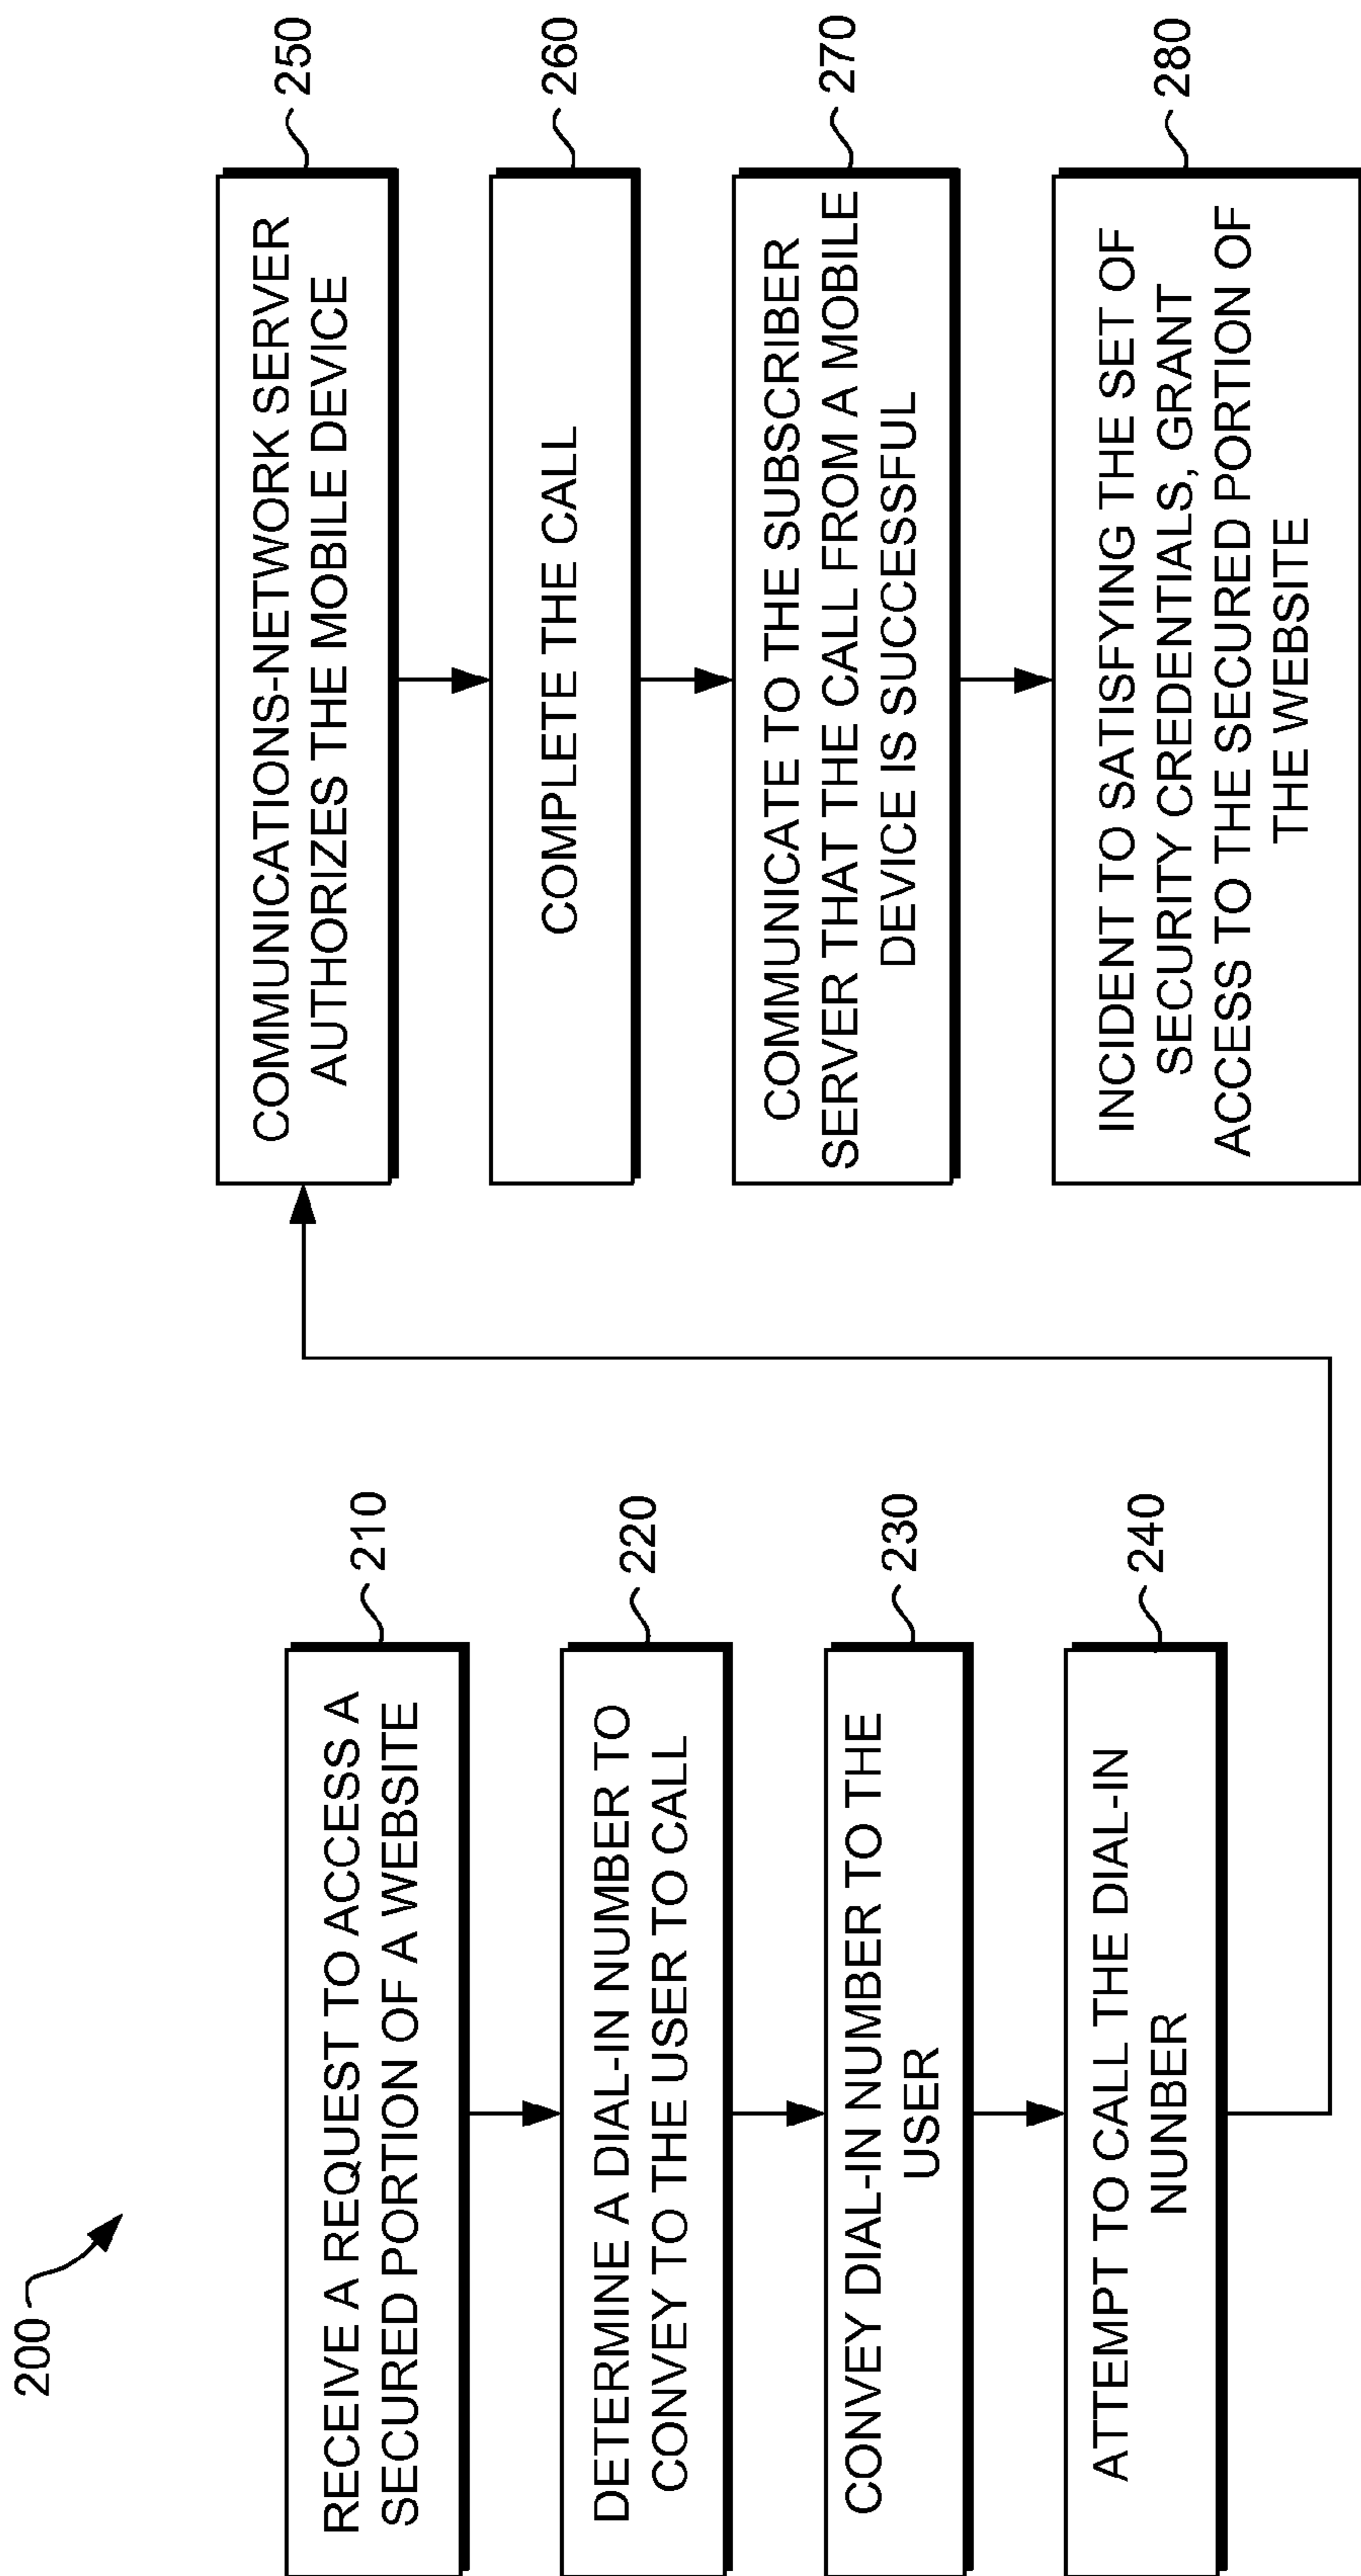 200
RECEIVE A REQUEST TO ACCESS A
SECURED PORTION OF A WEBSITE
210
DETERMINE A DIAL-IN NUMBER TO
CONVEY TO THE USER TO CALL
220
CONVEY DIAL-IN NUMBER TO THE
USER
230
ATTEMPT TO CALL THE DIAL-IN
NUNBER
240
COMMUNICATIONS-NETWORK SERVER
AUTHORIZES THE MOBILE DEVICE
250
COMPLETE THE CALL
260
COMMUNICATE TO THE SUBSCRIBER
SERVER THAT THE CALL FROM A MOBILE
DEVICE IS SUCCESSFUL
270
INCIDENT TO SATISFYING THE SET OF
SECURITY CREDENTIALS, GRANT
ACCESS TO THE SECURED PORTION OF
THE WEBSITE
280